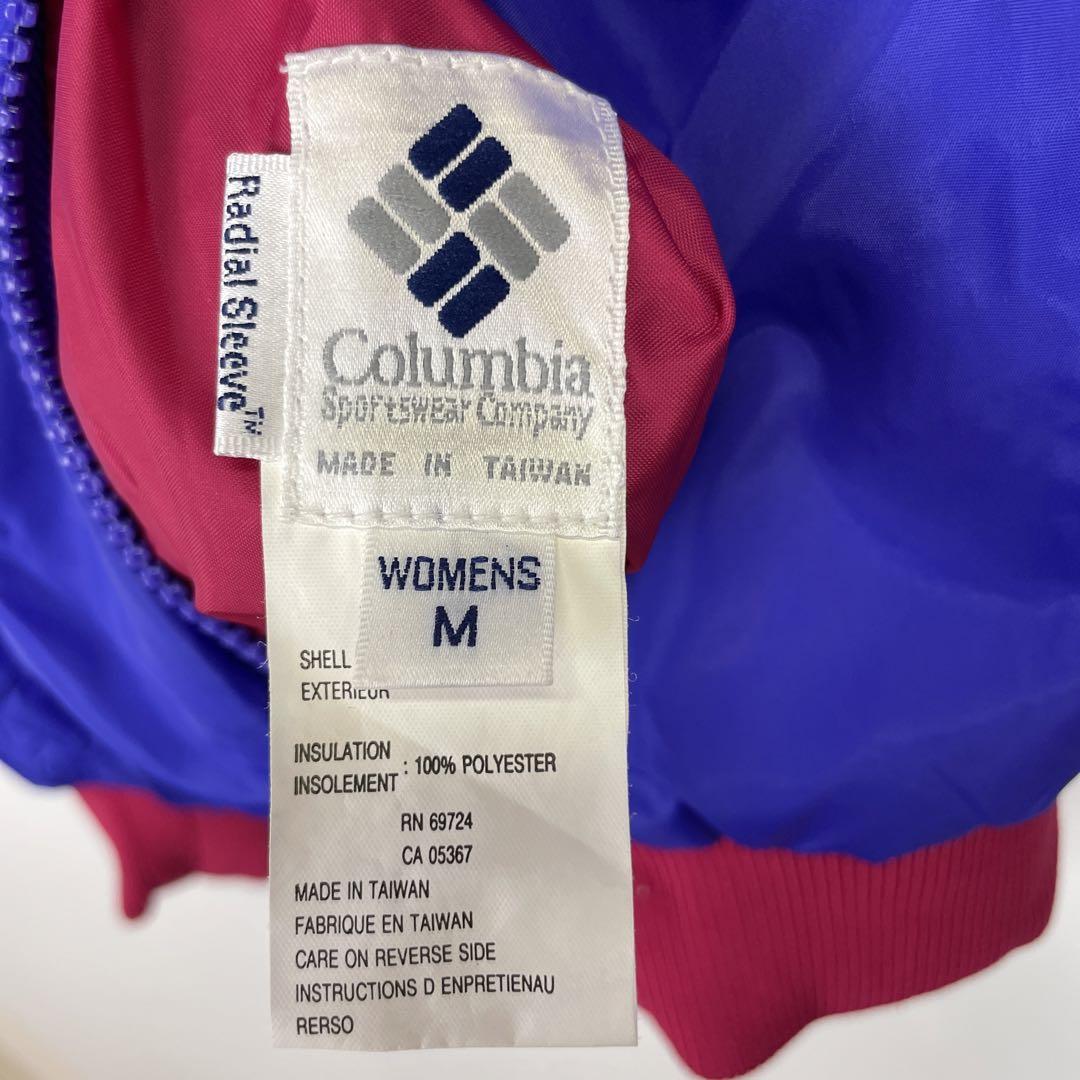 Radial Sleeve™
Columbia
Sportswear Company
MADE IN TAIWAN
WOMENS
M
SHELL
EXTERIEUR
INSULATION
INSOLEMENT : 100% POLYESTER
RN 69724
CA 05367
MADE IN TAIWAN
FABRIQUE EN TAIWAN
CARE ON REVERSE SIDE
INSTRUCTIONS D ENPRETIENAU
RERSO